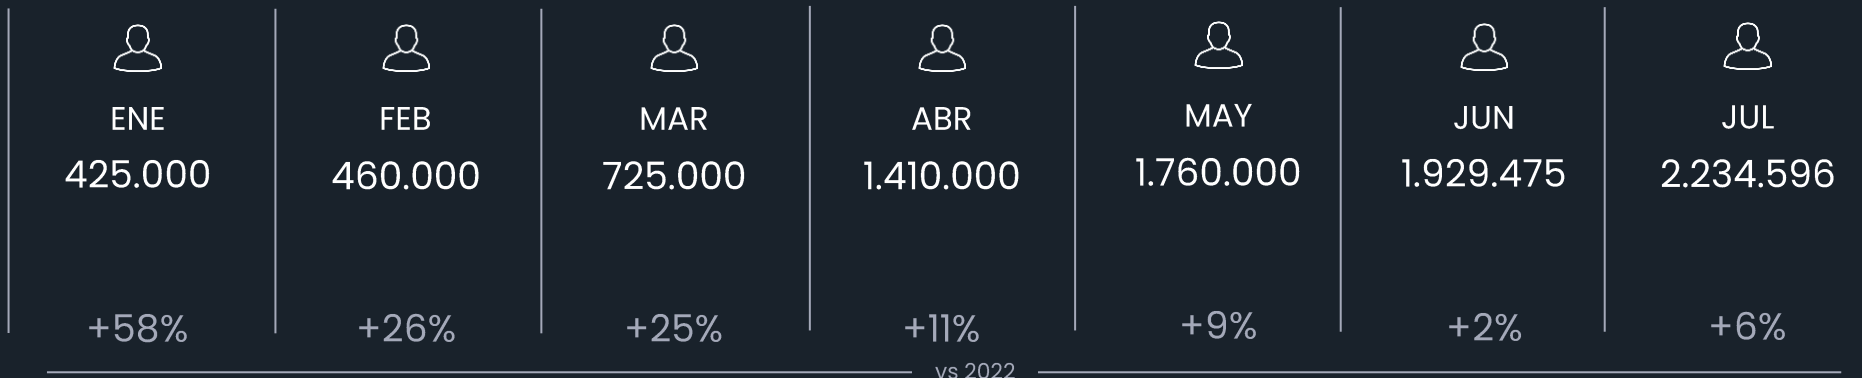 ENE
425.000
+58%
FEB
460.000
+26%
MAR
725.000
+25%
ABR
1.410.000
+11%
MAY
1.760.000
+9%
JUN
1.929.475
+2%
JUL
2.234.596
+6%
vs 2022